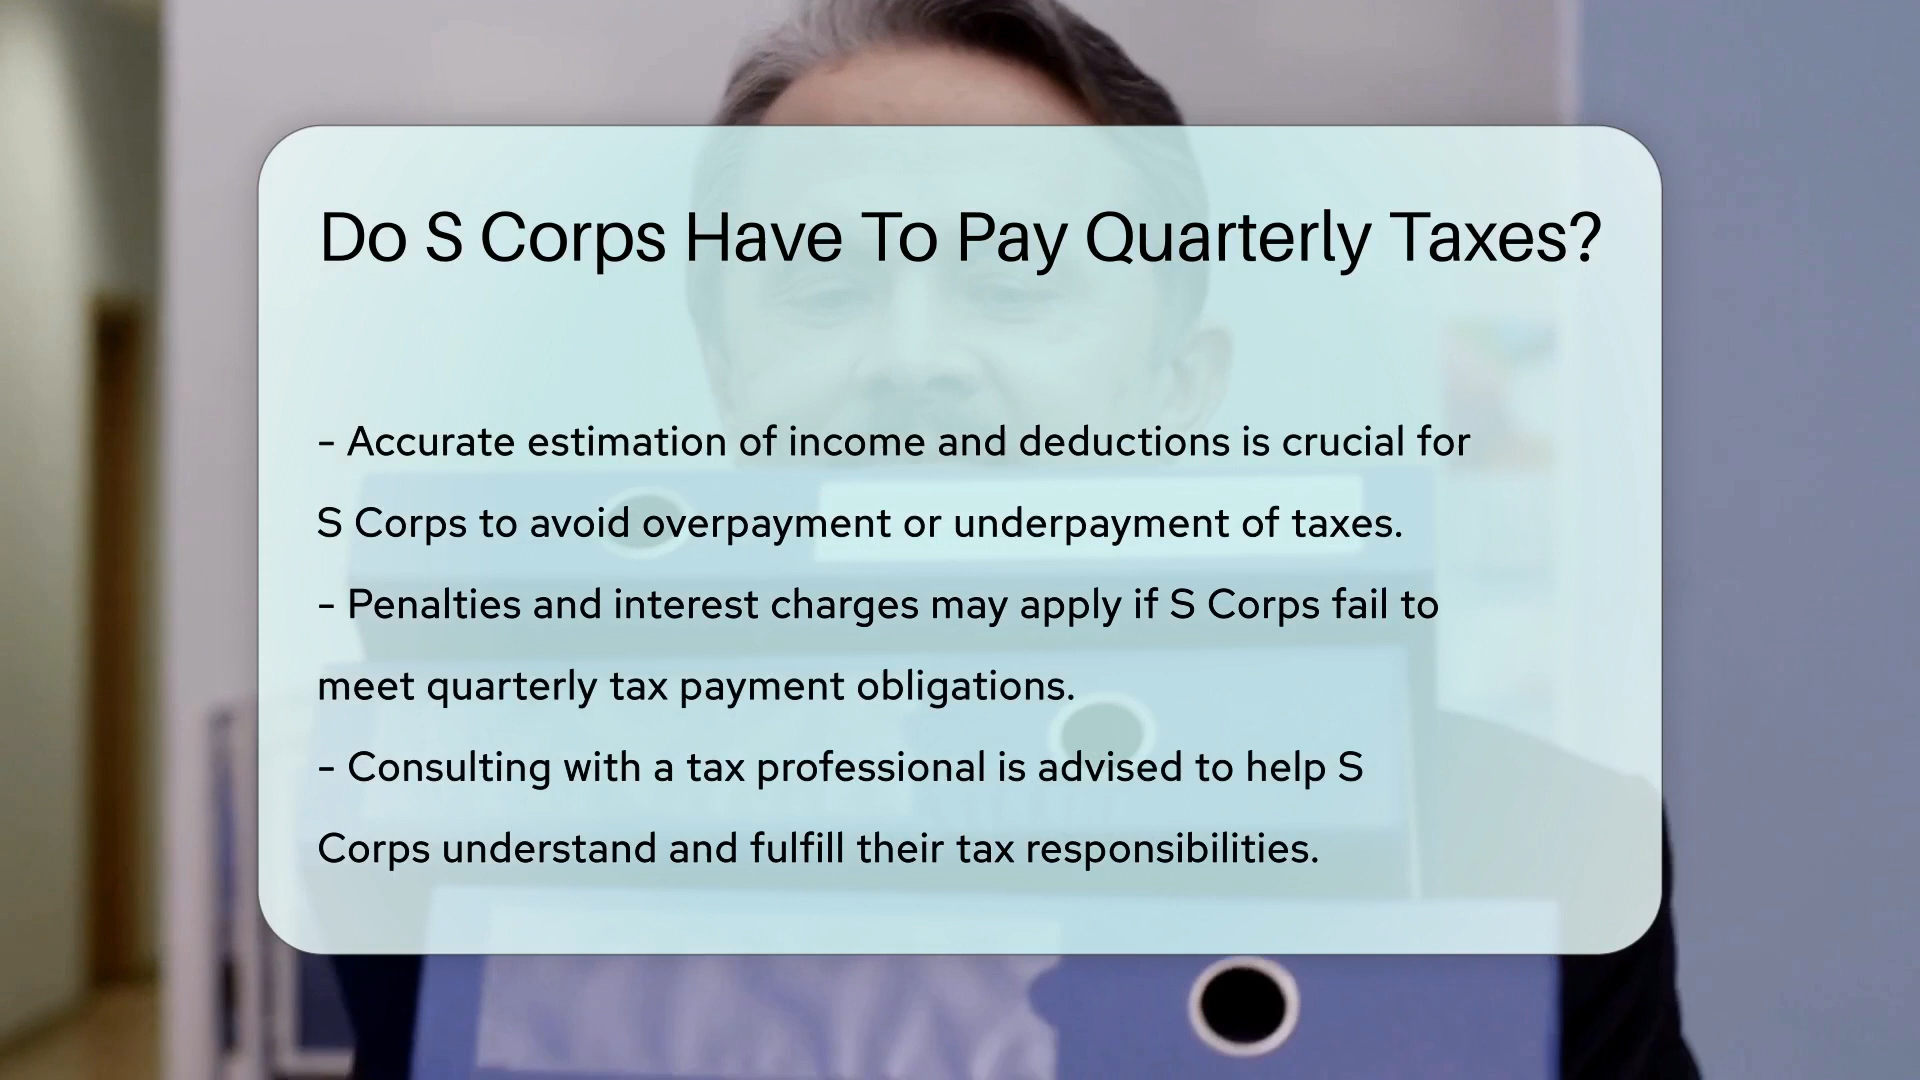 Do S Corps Have To Pay Quarterly Taxes?
– Accurate estimation of income and deductions is crucial for
S Corps to avoid overpayment or underpayment of taxes.
– Penalties and interest charges may apply if S Corps fail to
meet quarterly tax payment obligations.
– Consulting with a tax professional is advised to help S
Corps understand and fulfill their tax responsibilities.